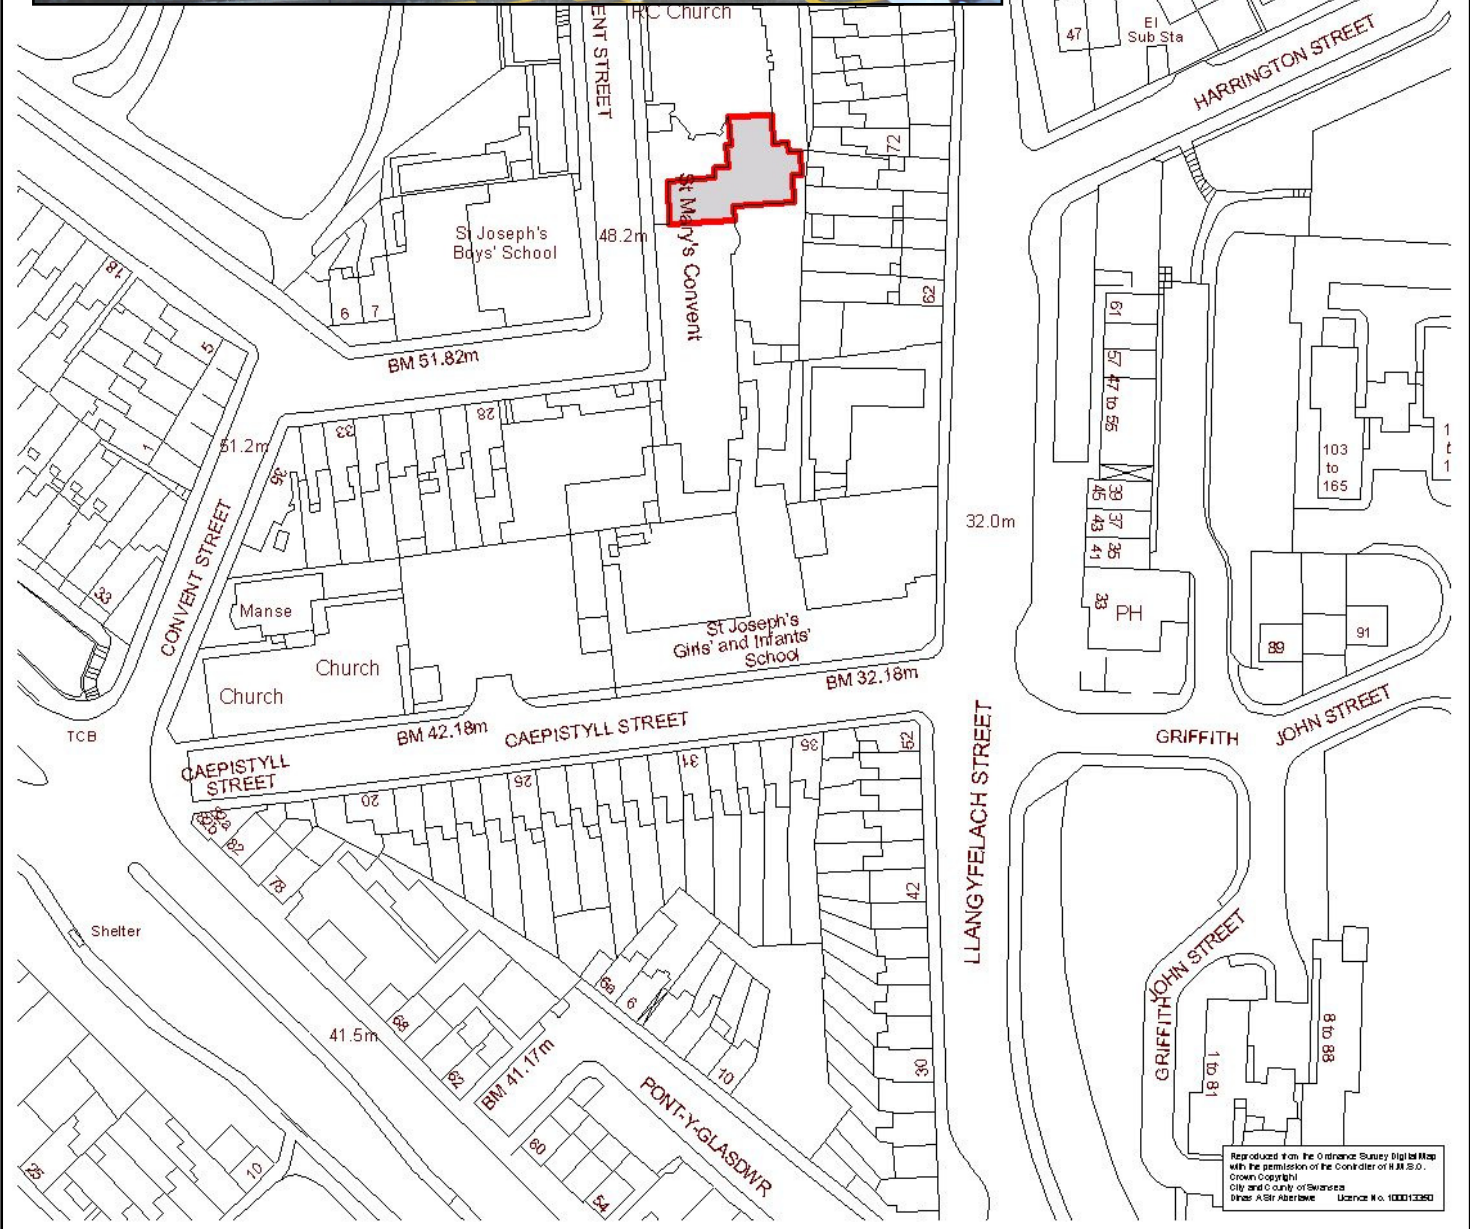 RC Church
ENT STREET
47
El
Sub Sta
HARRINGTON STREET
72
St Mary's Convent
48.2m
St Joseph's
Boys' School
18
6
7
62
61
5
BM 51.82m
57
47 to 55
28
33
1
51.2m
35
103
to
165
39
45
37
43
35
41
32.0m
CONVENT STREET
33
Manse
33
PH
St Joseph's
Girls' and Infants'
School
91
89
Church
Church
BM 32.18m
BM 42.18m
CAEPISTYLL STREET
TCB
GRIFFITH
JOHN STREET
LLANGYFELACH STREET
CAEPISTYLL
STREET
52
36
31
25
20
82
78
42
Shelter
JOHN STREET
GRIFFITH
6a
6
68
41.5m
8 to 88
1 to 81
30
62
BM 41.17m
10
PONT-Y-GLASDWR
60
54
25
10
Reproduced from the Ordnance Survey Digital Map
with the permission of the Controller of H.M.S.O.
Crown Copyright
City and County of Swansea
Dinas A Sir Abertawe Licence No. 100013350